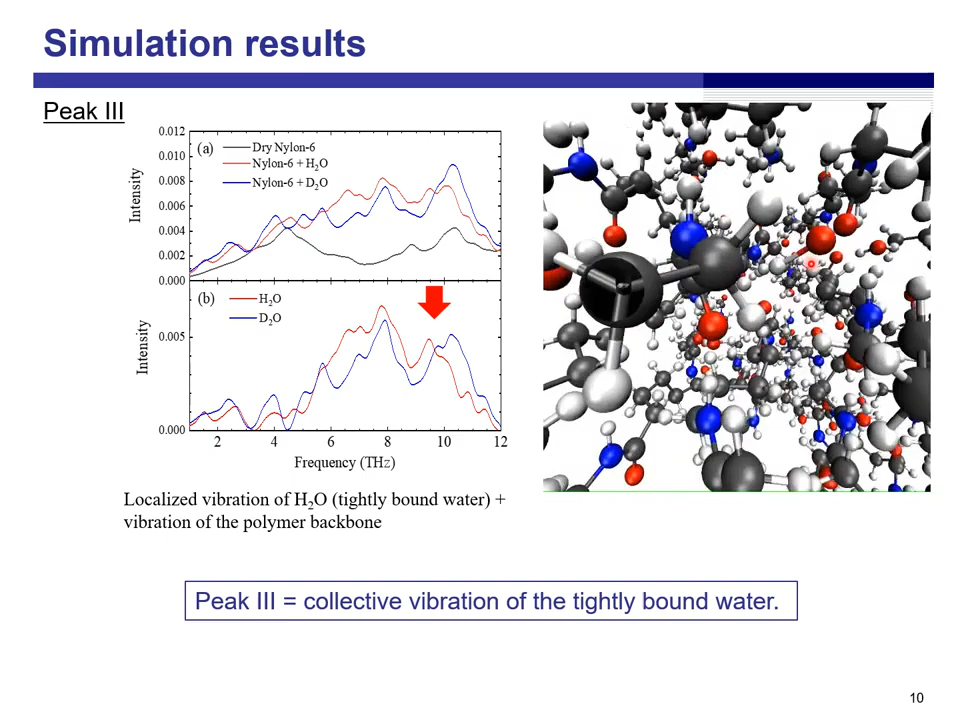 Simulation results
Peak III
0.012
0.010
0.008
0.006
0.004
0.002
0.000
Intensity
(a)
Dry Nylon-6
Nylon-6 + H₂O
Nylon-6 + D₂O
(b)
H₂O
D₂O
0.005
0.000
Intensity
2 4 6 8 10 12
Frequency (THz)
Localized vibration of H₂O (tightly bound water) +
vibration of the polymer backbone
Peak III = collective vibration of the tightly bound water.
10